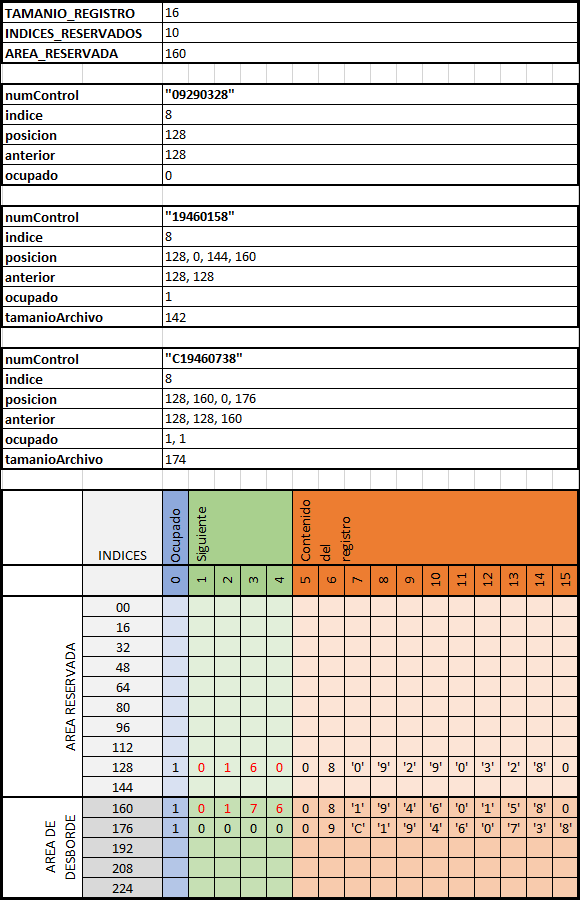 TAMANIO_REGISTRO 16
INDICES_RESERVADOS 10
AREA_RESERVADA 160
numControl "09290328"
indice 8
posicion 128
anterior 128
ocupado 0
numControl "19460158"
indice 8
posicion 128, 0, 144, 160
anterior 128, 128
ocupado 1
tamanioArchivo 142
numControl "C19460738"
indice 8
posicion 128, 160, 0, 176
anterior 128, 128, 160
ocupado 1, 1
tamanioArchivo 174
INDICES Ocupado Siguiente Contenido del registro
0 1 2 3 4 5 6 7 8 9 10 11 12 13 14 15
AREA RESERVADA
00
16
32
48
64
80
96
112
128 1 0 1 6 0 0 8 '0' '9' '2' '9' '0' '3' '2' '8' 0
144
AREA DE DESBORDE
160 1 0 1 7 6 0 8 '1' '9' '4' '6' '0' '1' '5' '8' 0
176 1 0 0 0 0 0 9 'C' '1' '9' '4' '6' '0' '7' '3' '8'
192
208
224